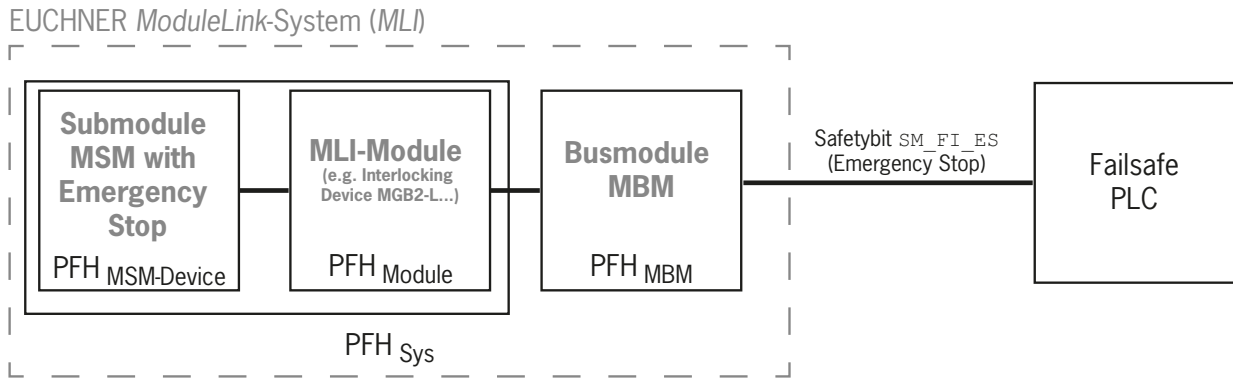 EUCHNER ModuleLink-System (MLI)
Submodule
MSM with
Emergency
Stop
PFH MSM-Device
MLI-Module
(e.g. Interlocking
Device MGB2-L...)
PFH Module
Busmodule
MBM
PFH MBM
PFH Sys
Safetybit SM_FI_ES
(Emergency Stop)
Failsafe
PLC